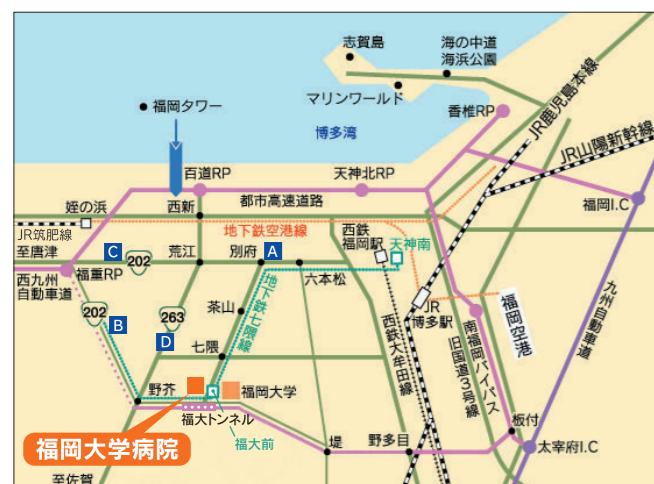 志賀島
海の中道
海浜公園
マリンワールド
福岡タワー
香椎RP
JR鹿児島本線
博多湾
JR山陽新幹線
百道RP
天神北RP
福岡I.C
姪の浜
西新
都市高速道路
地下鉄空港線
西鉄
福岡駅
天神南
JR筑肥線
至唐津
C
202
荒江
別府
A
西九州
自動車道
福重RP
六本松
九州自動車道
202
B
263
D
茶山
地下鉄七隈線
JR
博多駅
福岡空港
西鉄大牟田線
南福岡バイパス
旧国道3号線
七隈
野芥
福岡大学
福大トンネル
福大前
板付
太宰府I.C
堤
野多目
福岡大学病院
至佐賀